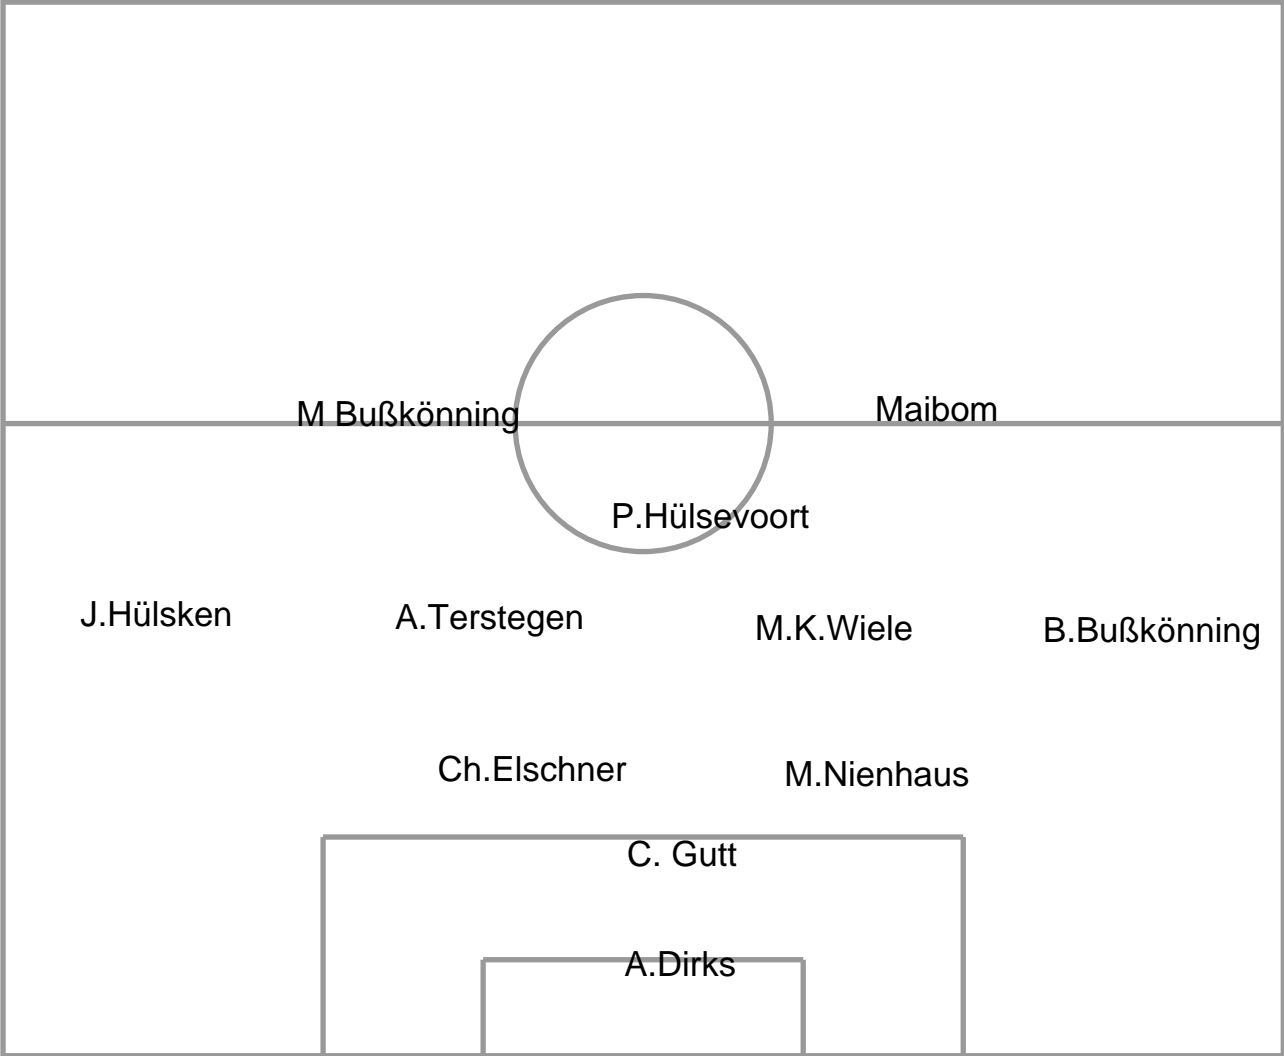 M Bußkönning
Maibom
P.Hülsevoort
J.Hülsken
A.Terstegen
M.K.Wiele
B.Bußkönning
Ch.Elschner
M.Nienhaus
C. Gutt
A.Dirks